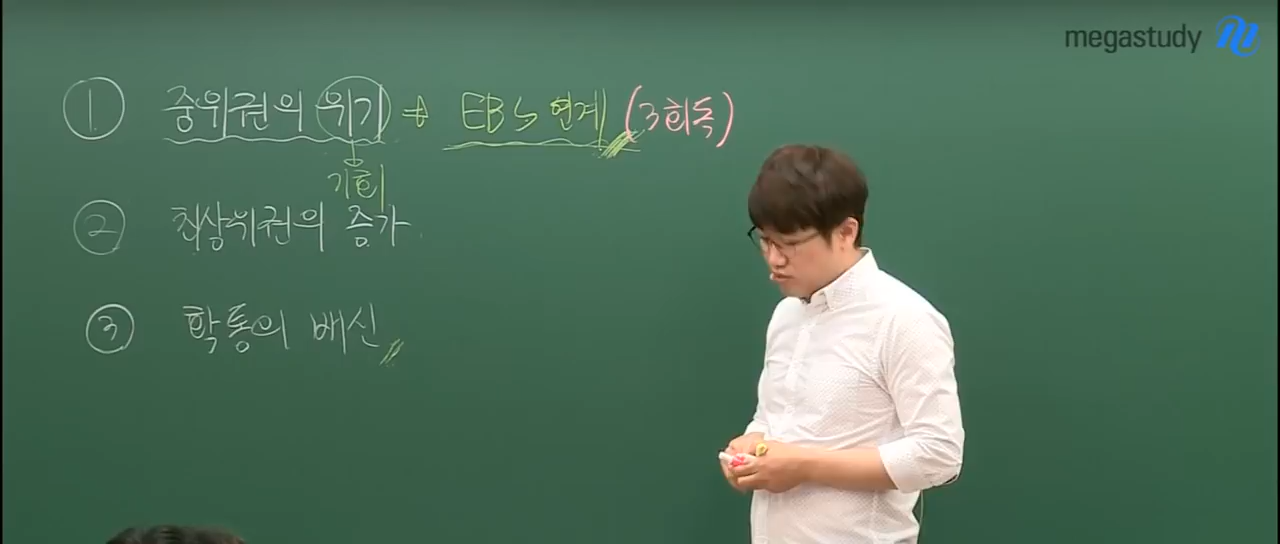 megastudy
① 중위권의 위기 → EBS 연계 (3회독)
기회
② 최상위권의 증가
③ 학통의 배신